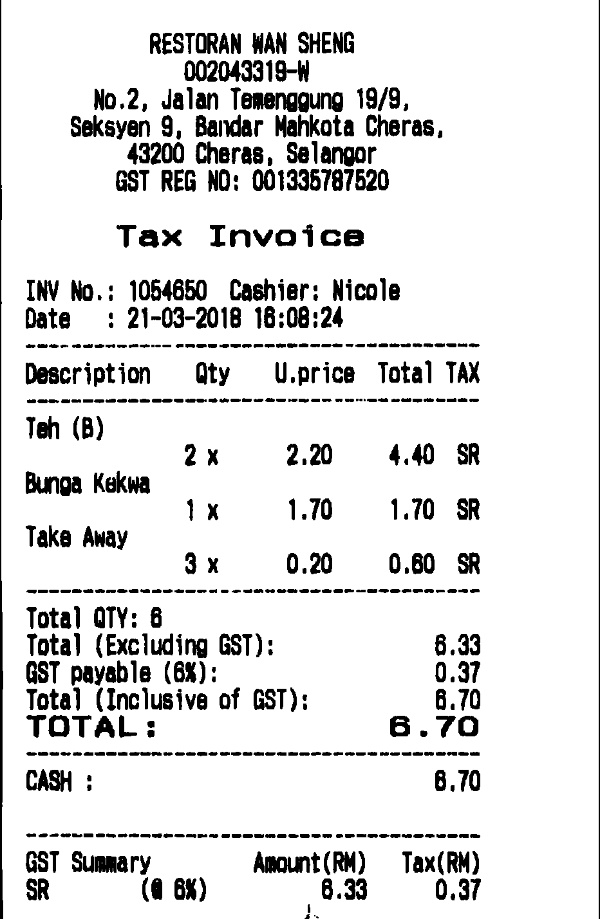 RESTORAN WAN SHENG
002043319-W
No.2, Jalan Temenggung 19/9,
Seksyen 9, Bandar Mahkota Cheras,
43200 Cheras, Selangor
GST REG NO: 001335787520
Tax Invoice
INV No.: 1054650 Cashier: Nicole
Date : 21-03-2018 16:08:24
Description Qty U.price Total TAX
Teh (B)
2 x 2.20 4.40 SR
Bunga Kekwa
1 x 1.70 1.70 SR
Take Away
3 x 0.20 0.60 SR
Total QTY: 6
Total (Excluding GST): 6.33
GST payable (6%): 0.37
Total (Inclusive of GST): 6.70
TOTAL: 6.70
CASH : 6.70
GST Summary Amount(RM) Tax(RM)
SR (@ 6%) 6.33 0.37